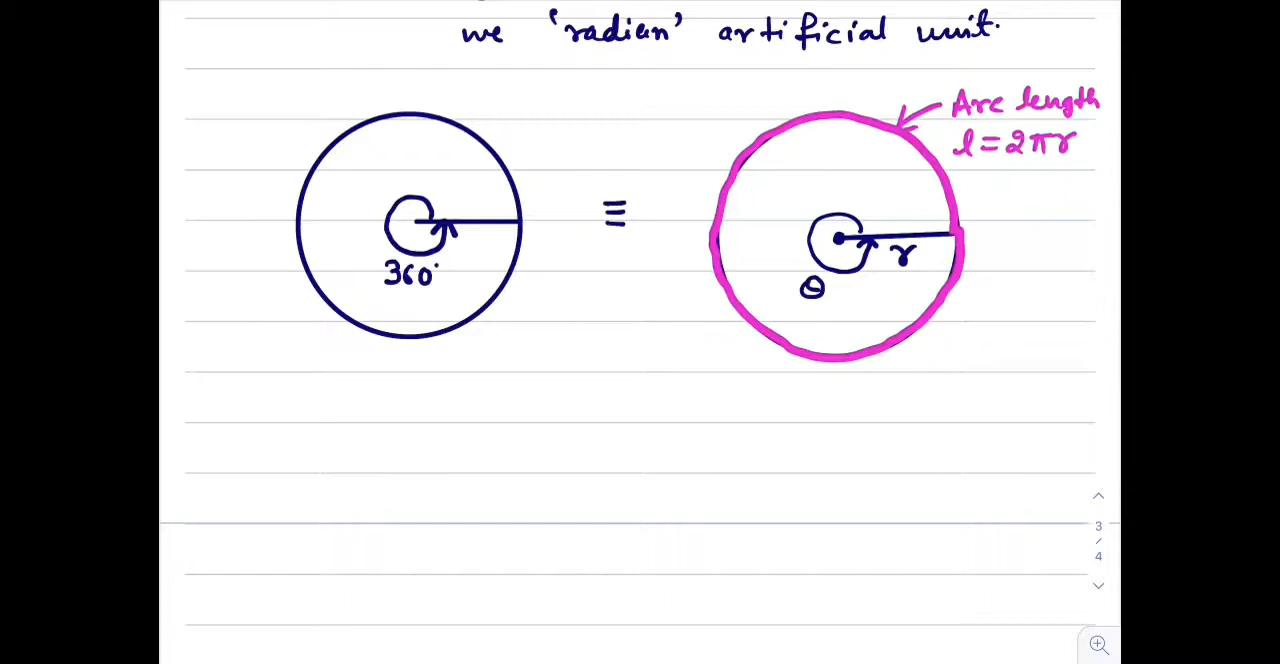 we 'radian' artificial unit.
Arc length
l = 2πr
r
360°
θ
3
/
4